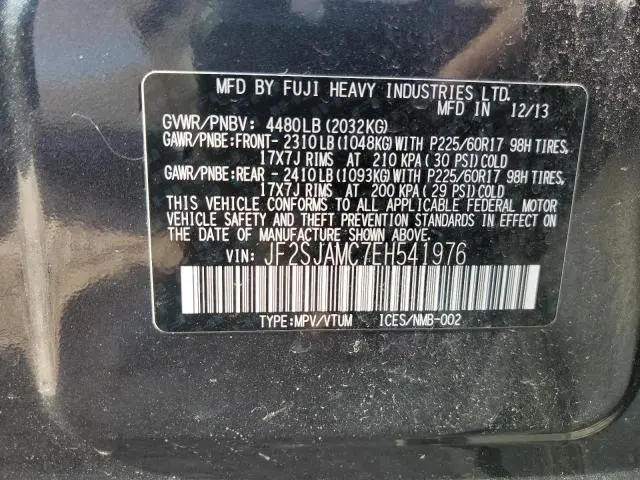 MFD BY FUJI HEAVY INDUSTRIES LTD.
MFD IN 12/13
GVWR/PNBV: 4480LB(2032KG)
GAWR/PNBE:FRONT- 2310LB(1048KG)WITH P225/60R17 98H TIRES,
17X7J RIMS AT 210 KPA( 30 PSI)COLD
GAWR/PNBE:REAR - 2410LB(1093KG)WITH P225/60R17 98H TIRES,
17X7J RIMS AT 200 KPA( 29 PSI)COLD
THIS VEHICLE CONFORMS TO ALL APPLICABLE FEDERAL MOTOR
VEHICLE SAFETY AND THEFT PREVENTION STANDARDS IN EFFECT ON
THE DATE OF MANUFACTURE SHOWN ABOVE.
VIN: JF2SJAMC7EH541976
TYPE:MPV/VTUM ICES/NMB-002